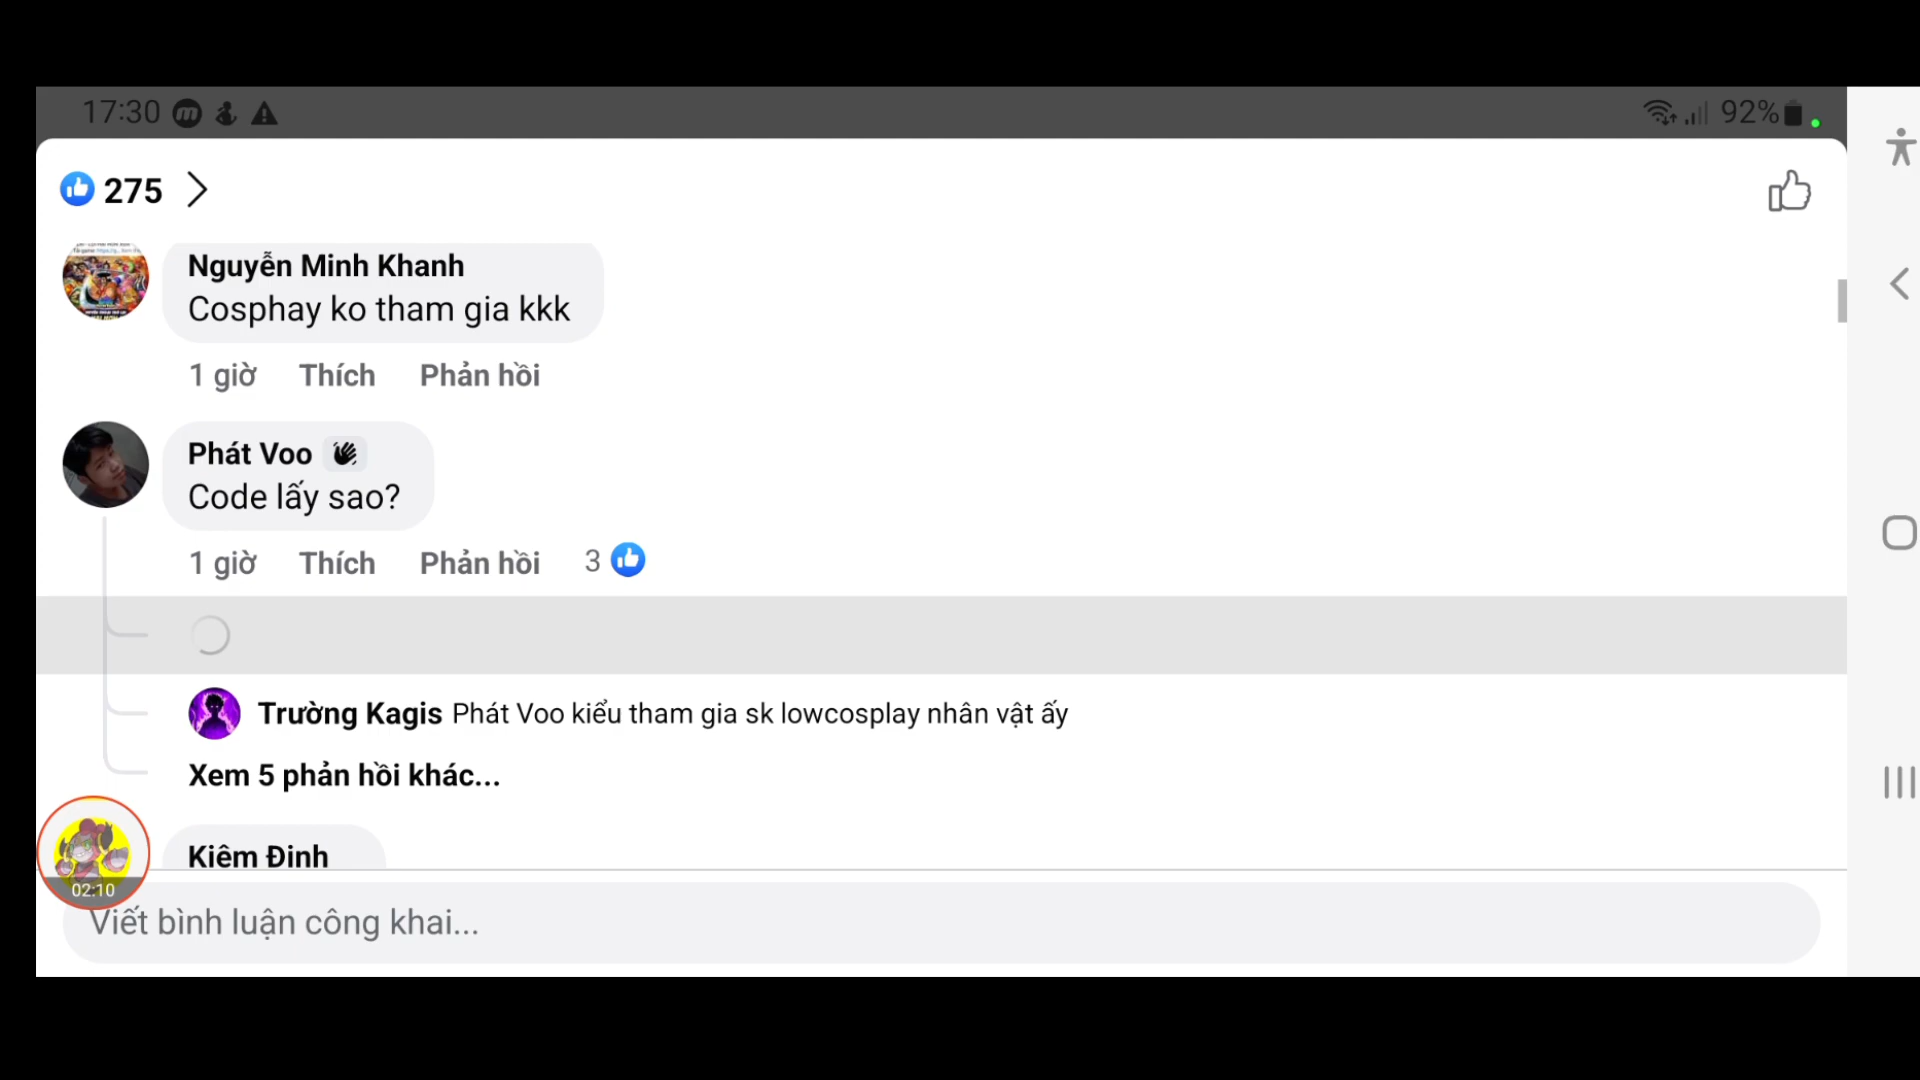 17:30
92%
275
Nguyễn Minh Khanh
Cosphay ko tham gia kkk
1 giờ Thích Phản hồi
Phát Voo
Code lấy sao?
1 giờ Thích Phản hồi 3
Trường Kagis Phát Voo kiểu tham gia sk lowcosplay nhân vật ấy
Xem 5 phản hồi khác...
Kiêm Đinh
02:10
Viết bình luận công khai...